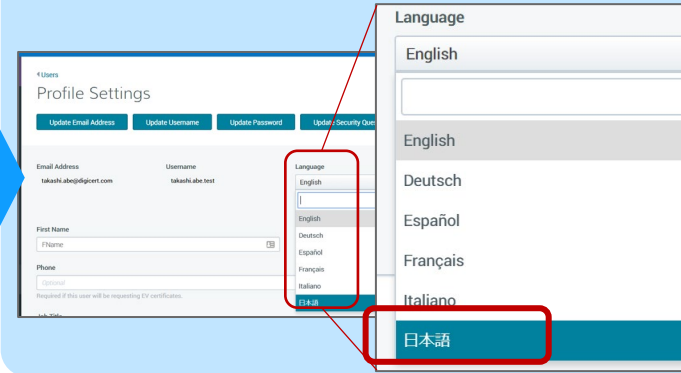 Users
Profile Settings
Update Email Address
Update Username
Update Password
Update Security Ques
Email Address
Username
Language
takashi.abe@digicert.com
takashi.abe.test
English
English
Deutsch
Español
Français
Italiano
日本語
First Name
FName
Phone
Optional
Required if this user will be requesting EV certificates.
Job Title
Language
English
English
Deutsch
Español
Français
Italiano
日本語